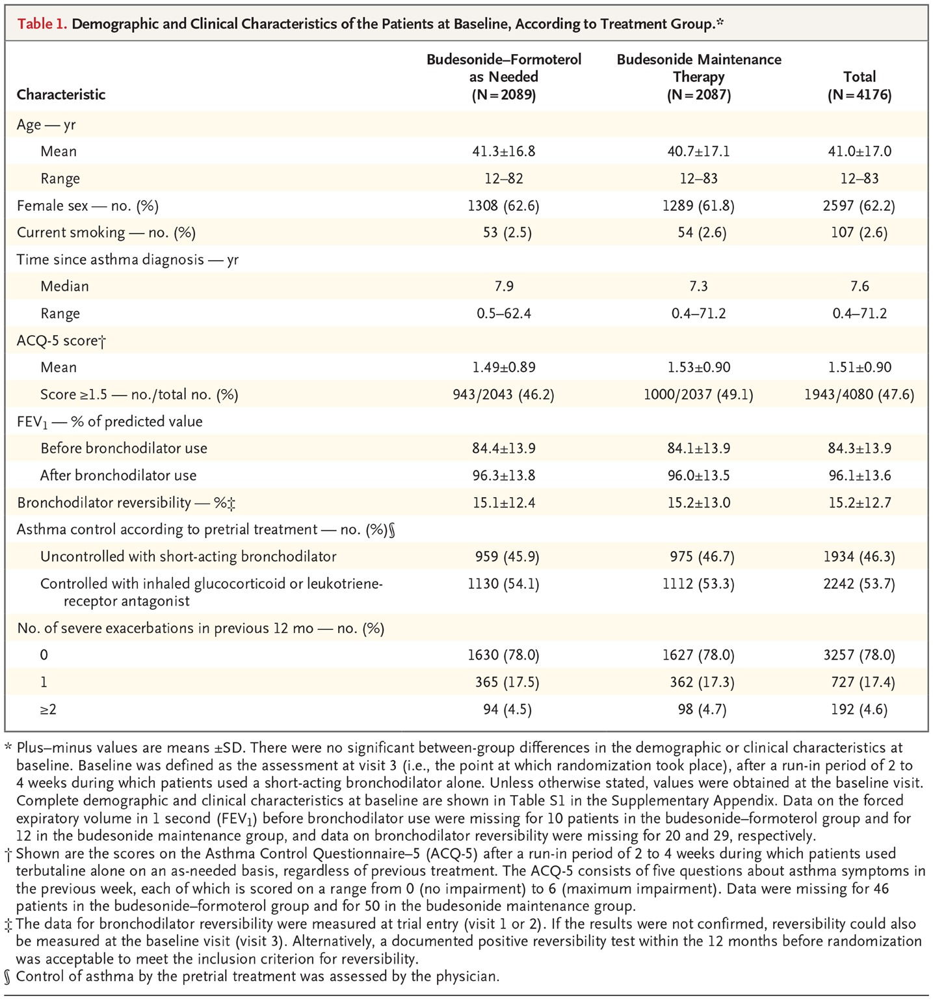 Table 1. Demographic and Clinical Characteristics of the Patients at Baseline, According to Treatment Group.*
Characteristic Budesonide–Formoterol as Needed (N=2089) Budesonide Maintenance Therapy (N=2087) Total (N=4176)
Age — yr
Mean 41.3±16.8 40.7±17.1 41.0±17.0
Range 12–82 12–83 12–83
Female sex — no. (%) 1308 (62.6) 1289 (61.8) 2597 (62.2)
Current smoking — no. (%) 53 (2.5) 54 (2.6) 107 (2.6)
Time since asthma diagnosis — yr
Median 7.9 7.3 7.6
Range 0.5–62.4 0.4–71.2 0.4–71.2
ACQ-5 score†
Mean 1.49±0.89 1.53±0.90 1.51±0.90
Score ≥1.5 — no./total no. (%) 943/2043 (46.2) 1000/2037 (49.1) 1943/4080 (47.6)
FEV₁ — % of predicted value
Before bronchodilator use 84.4±13.9 84.1±13.9 84.3±13.9
After bronchodilator use 96.3±13.8 96.0±13.5 96.1±13.6
Bronchodilator reversibility — %‡ 15.1±12.4 15.2±13.0 15.2±12.7
Asthma control according to pretrial treatment — no. (%)§
Uncontrolled with short-acting bronchodilator 959 (45.9) 975 (46.7) 1934 (46.3)
Controlled with inhaled glucocorticoid or leukotriene- 1130 (54.1) 1112 (53.3) 2242 (53.7)
receptor antagonist
No. of severe exacerbations in previous 12 mo — no. (%)
0 1630 (78.0) 1627 (78.0) 3257 (78.0)
1 365 (17.5) 362 (17.3) 727 (17.4)
≥2 94 (4.5) 98 (4.7) 192 (4.6)
* Plus–minus values are means ±SD. There were no significant between-group differences in the demographic or clinical characteristics at
baseline. Baseline was defined as the assessment at visit 3 (i.e., the point at which randomization took place), after a run-in period of 2 to
4 weeks during which patients used a short-acting bronchodilator alone. Unless otherwise stated, values were obtained at the baseline visit.
Complete demographic and clinical characteristics at baseline are shown in Table S1 in the Supplementary Appendix. Data on the forced
expiratory volume in 1 second (FEV₁) before bronchodilator use were missing for 10 patients in the budesonide–formoterol group and for
12 in the budesonide maintenance group, and data on bronchodilator reversibility were missing for 20 and 29, respectively.
† Shown are the scores on the Asthma Control Questionnaire–5 (ACQ-5) after a run-in period of 2 to 4 weeks during which patients used
terbutaline alone on an as-needed basis, regardless of previous treatment. The ACQ-5 consists of five questions about asthma symptoms in
the previous week, each of which is scored on a range from 0 (no impairment) to 6 (maximum impairment). Data were missing for 46
patients in the budesonide–formoterol group and for 50 in the budesonide maintenance group.
‡ The data for bronchodilator reversibility were measured at trial entry (visit 1 or 2). If the results were not confirmed, reversibility could also
be measured at the baseline visit (visit 3). Alternatively, a documented positive reversibility test within the 12 months before randomization
was acceptable to meet the inclusion criterion for reversibility.
§ Control of asthma by the pretrial treatment was assessed by the physician.